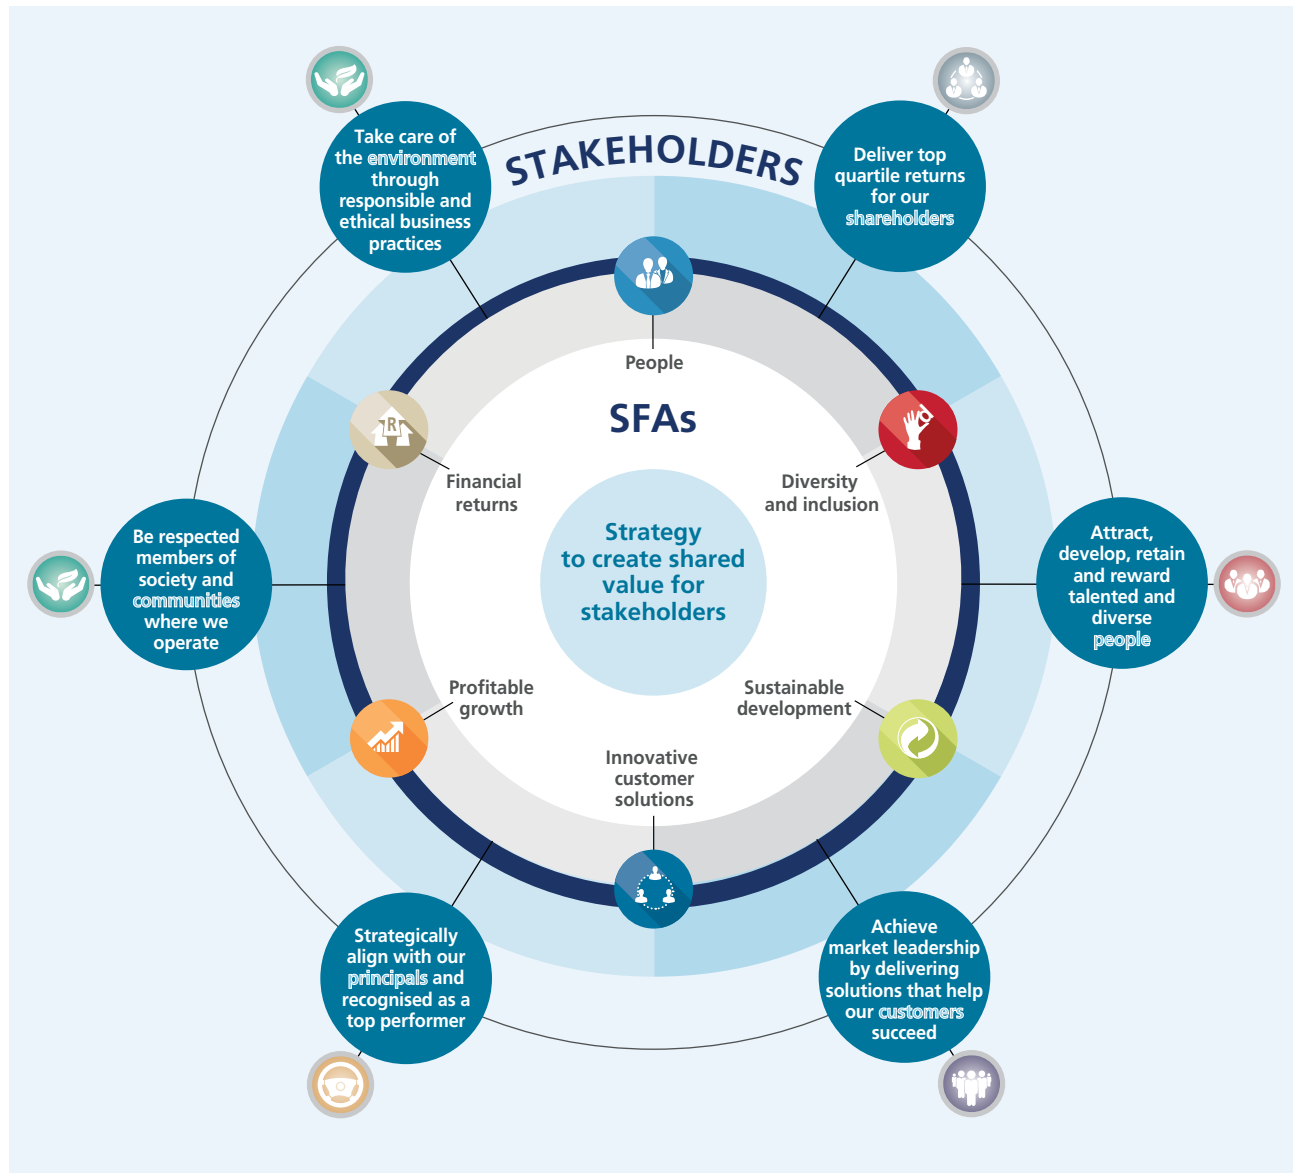 STAKEHOLDERS
Take care of
the environment
through
responsible and
ethical business
practices
Deliver top
quartile returns
for our
shareholders
People
SFAs
R
Financial
returns
Diversity
and inclusion
Strategy
to create shared
value for
stakeholders
Be respected
members of
society and
communities
where we
operate
Attract,
develop, retain
and reward
talented and
diverse
people
Profitable
growth
Sustainable
development
Innovative
customer
solutions
Strategically
align with our
principals and
recognised as a
top performer
Achieve
market leadership
by delivering
solutions that help
our customers
succeed